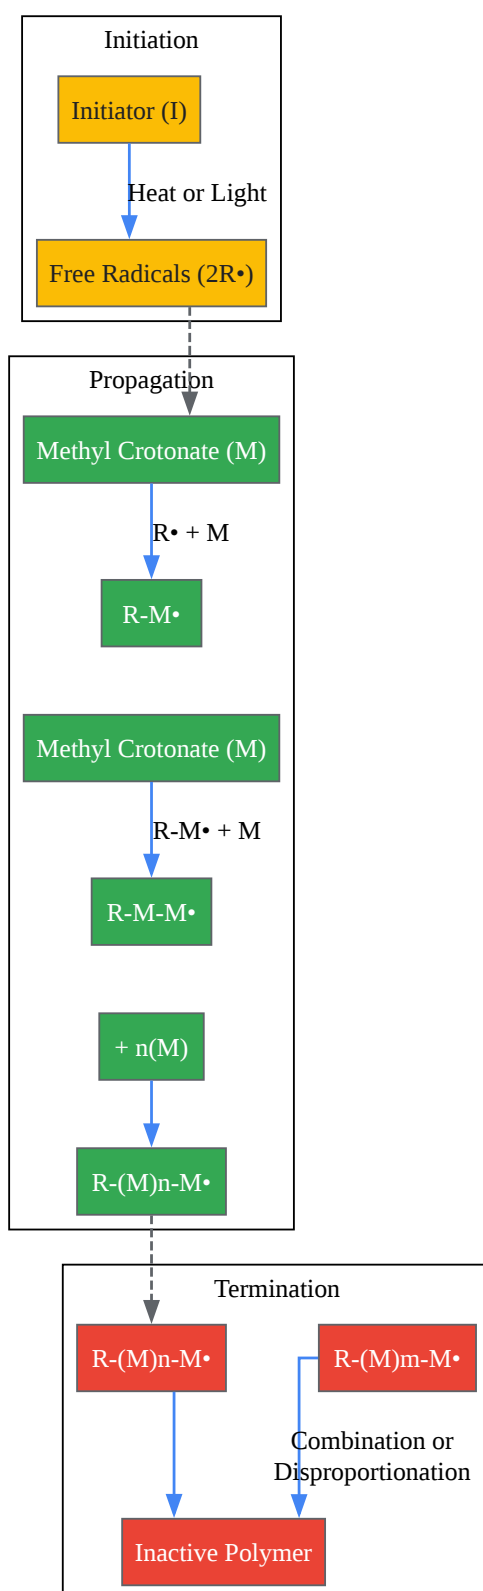 Initiation
Initiator (I)
Heat or Light
Free Radicals (2R•)
Propagation
Methyl Crotonate (M)
R• + M
R-M•
Methyl Crotonate (M)
R-M• + M
R-M-M•
+ n(M)
R-(M)n-M•
Termination
R-(M)n-M•
R-(M)m-M•
Combination or
Disproportionation
Inactive Polymer